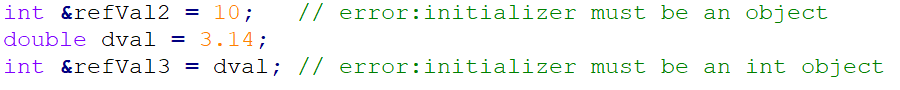 int &refVal2 = 10;   // error:initializer must be an object
double dval = 3.14;
int &refVal3 = dval; // error:initializer must be an int object